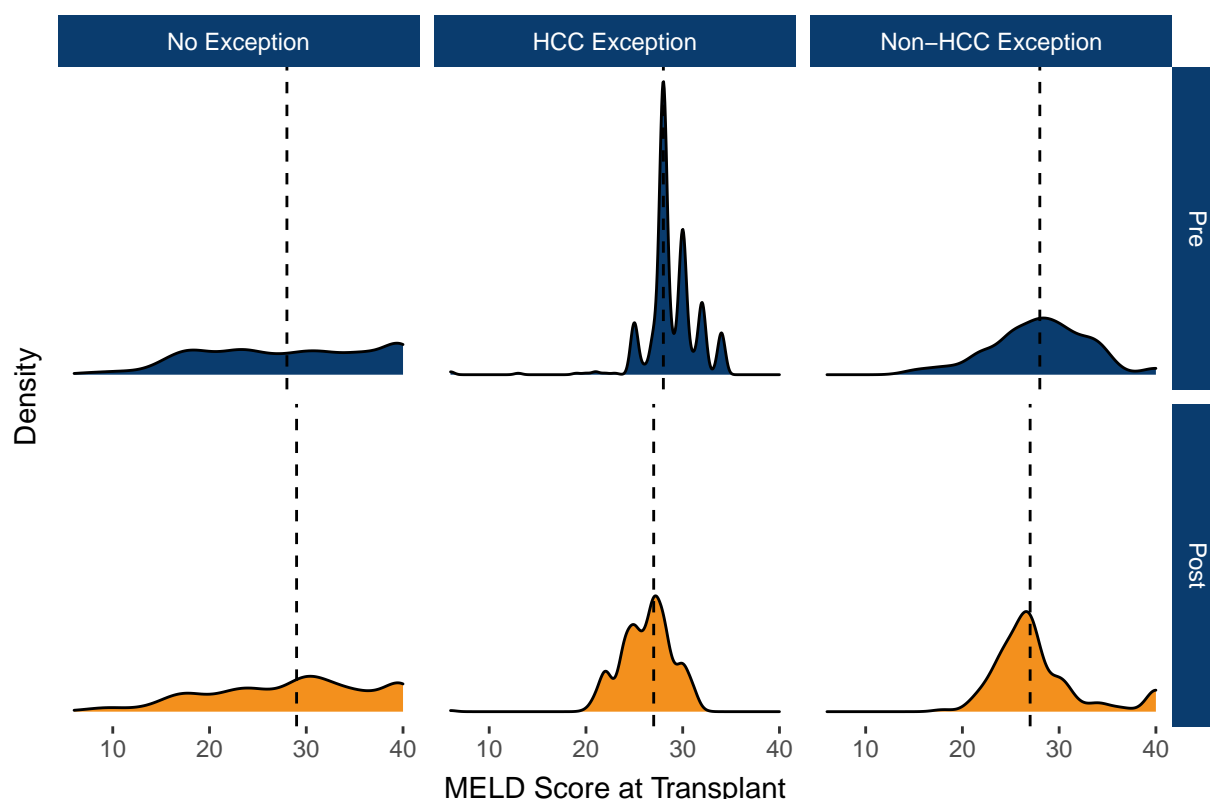 No Exception
HCC Exception
Non−HCC Exception
Pre
Density
Post
10 20 30 40 10 20 30 40 10 20 30 40
MELD Score at Transplant